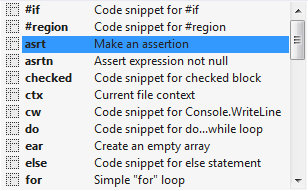 #if Code snippet for #if
#region Code snippet for #region
asrt Make an assertion
asrtn Assert expression not null
checked Code snippet for checked block
ctx Current file context
cw Code snippet for Console.WriteLine
do Code snippet for do...while loop
ear Create an empty array
else Code snippet for else statement
for Simple "for" loop